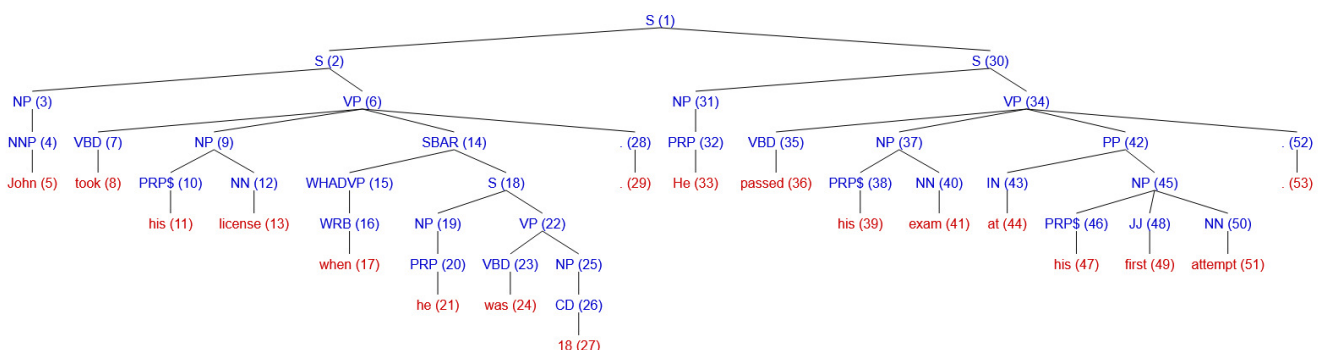 S (1)
S (2) S (30)
NP (3) VP (6) NP (31) VP (34)
NNP (4) VBD (7) NP (9) SBAR (14) . (28) PRP (32) VBD (35) NP (37) PP (42) . (52)
John (5) took (8) PRP$ (10) NN (12) WHADVP (15) S (18) . (29) He (33) passed (36) PRP$ (38) NN (40) IN (43) NP (45) . (53)
his (11) license (13) WRB (16) NP (19) VP (22) his (39) exam (41) at (44) PRP$ (46) JJ (48) NN (50)
when (17) PRP (20) VBD (23) NP (25) his (47) first (49) attempt (51)
he (21) was (24) CD (26)
18 (27)